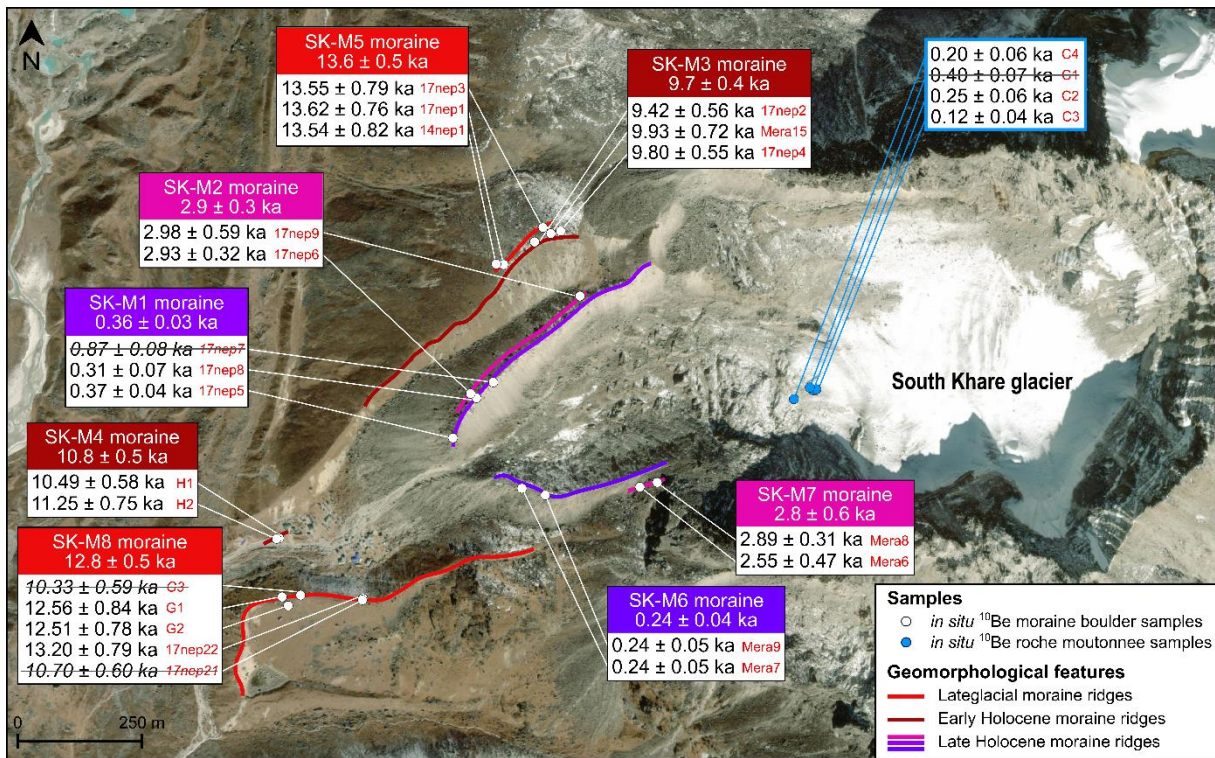 N
SK-M5 moraine
13.6 ± 0.5 ka
13.55 ± 0.79 ka 17nep3
13.62 ± 0.76 ka 17nep1
13.54 ± 0.82 ka 14nep1
SK-M3 moraine
9.7 ± 0.4 ka
9.42 ± 0.56 ka 17nep2
9.93 ± 0.72 ka Mera15
9.80 ± 0.55 ka 17nep4
0.20 ± 0.06 ka C4
0.40 ± 0.07 ka C1
0.25 ± 0.06 ka C2
0.12 ± 0.04 ka C3
SK-M2 moraine
2.9 ± 0.3 ka
2.98 ± 0.59 ka 17nep9
2.93 ± 0.32 ka 17nep6
SK-M1 moraine
0.36 ± 0.03 ka
0.87 ± 0.08 ka 17nep7
0.31 ± 0.07 ka 17nep8
0.37 ± 0.04 ka 17nep5
South Khare glacier
SK-M4 moraine
10.8 ± 0.5 ka
10.49 ± 0.58 ka H1
11.25 ± 0.75 ka H2
SK-M8 moraine
12.8 ± 0.5 ka
10.33 ± 0.59 ka G3
12.56 ± 0.84 ka G1
12.51 ± 0.78 ka G2
13.20 ± 0.79 ka 17nep22
10.70 ± 0.60 ka 17nep21
SK-M7 moraine
2.8 ± 0.6 ka
2.89 ± 0.31 ka Mera8
2.55 ± 0.47 ka Mera6
SK-M6 moraine
0.24 ± 0.04 ka
0.24 ± 0.05 ka Mera9
0.24 ± 0.05 ka Mera7
0 250 m
Samples
in situ ¹⁰Be moraine boulder samples
in situ ¹⁰Be roche moutonnee samples
Geomorphological features
Lateglacial moraine ridges
Early Holocene moraine ridges
Late Holocene moraine ridges